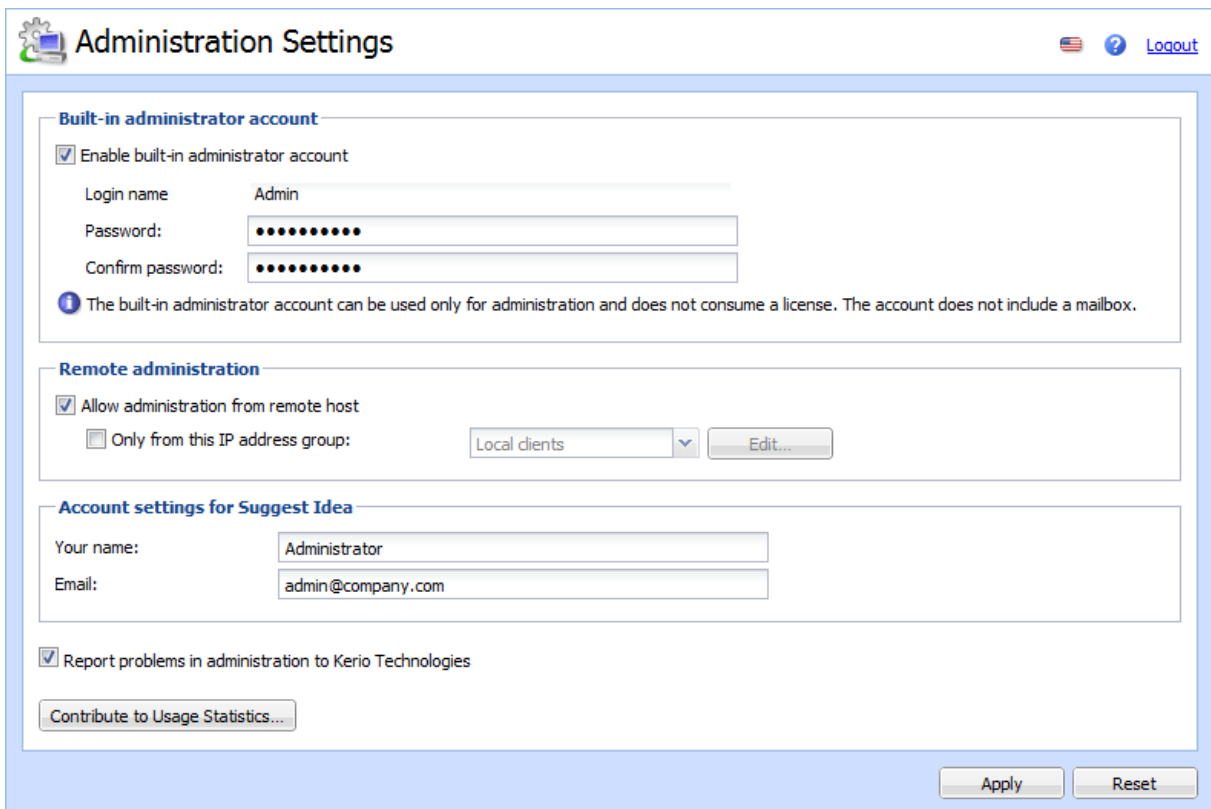 Administration Settings
Logout
Built-in administrator account
Enable built-in administrator account
Login name Admin
Password: ••••••••••
Confirm password: ••••••••••
The built-in administrator account can be used only for administration and does not consume a license. The account does not include a mailbox.
Remote administration
Allow administration from remote host
Only from this IP address group: Local clients Edit...
Account settings for Suggest Idea
Your name: Administrator
Email: admin@company.com
Report problems in administration to Kerio Technologies
Contribute to Usage Statistics...
Apply Reset